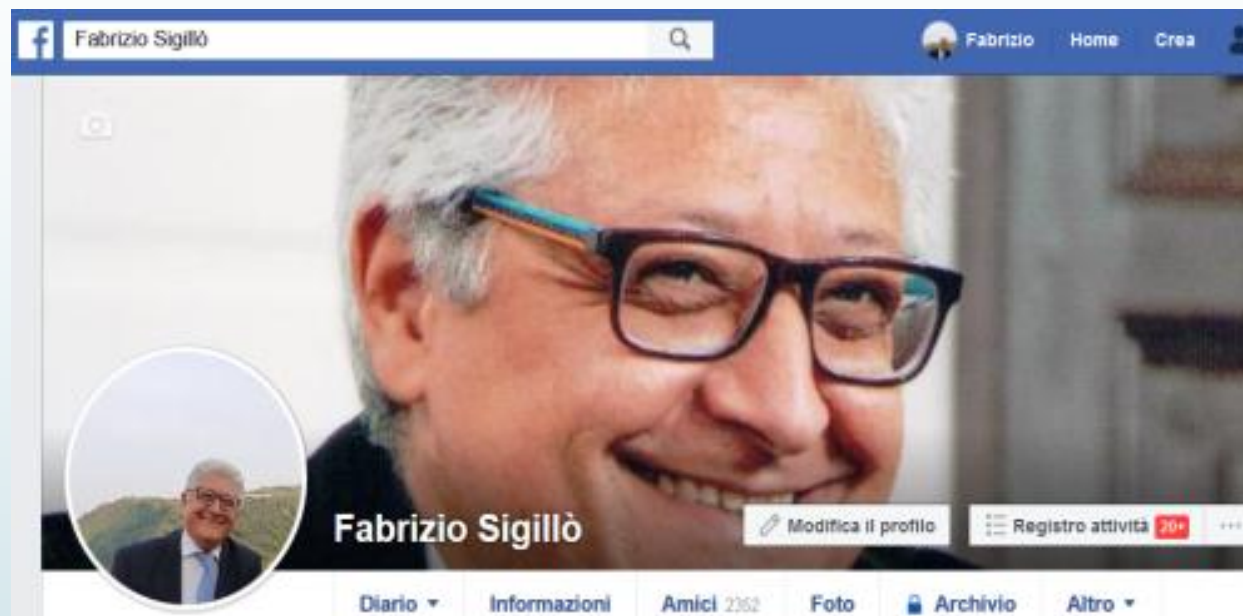 f Fabrizio Sigillò Fabrizio Home Crea
Fabrizio Sigillò Modifica il profilo Registro attività 20+
Diario Informazioni Amici 2362 Foto Archivio Altro